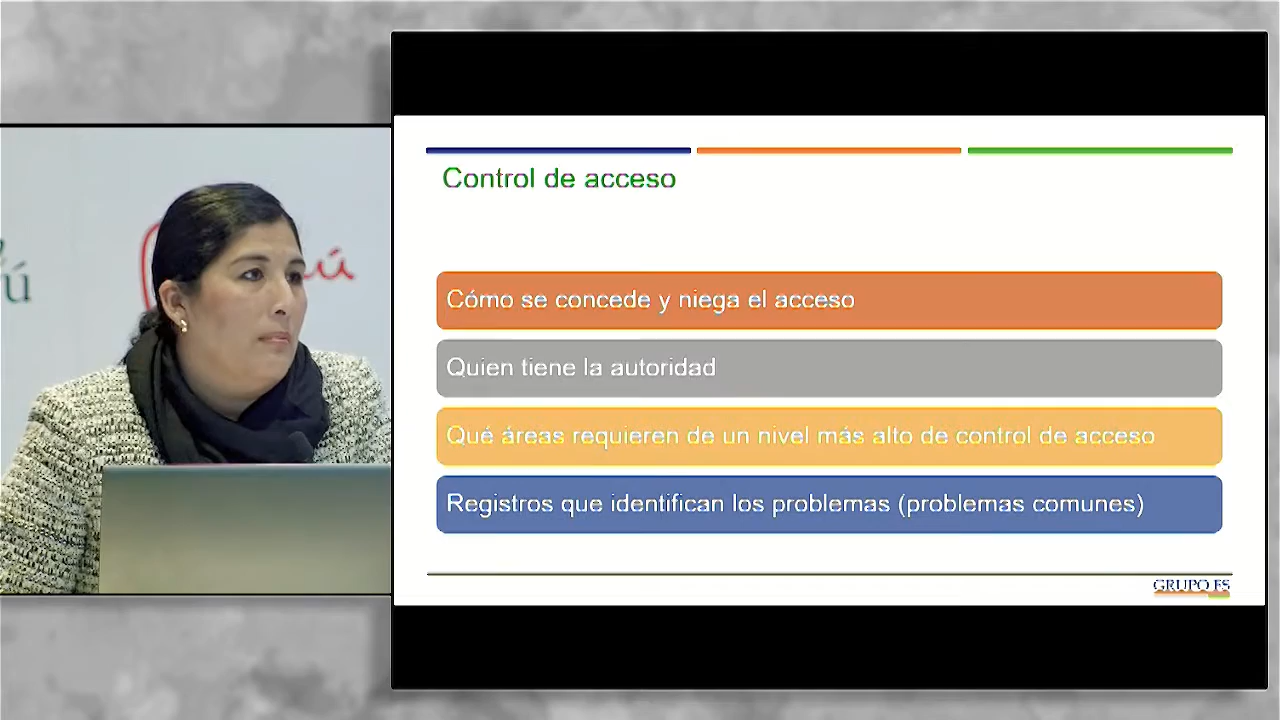 ú
ú
Control de acceso
Cómo se concede y niega el acceso
Quien tiene la autoridad
Qué áreas requieren de un nivel más alto de control de acceso
Registros que identifican los problemas (problemas comunes)
GRUPO ES